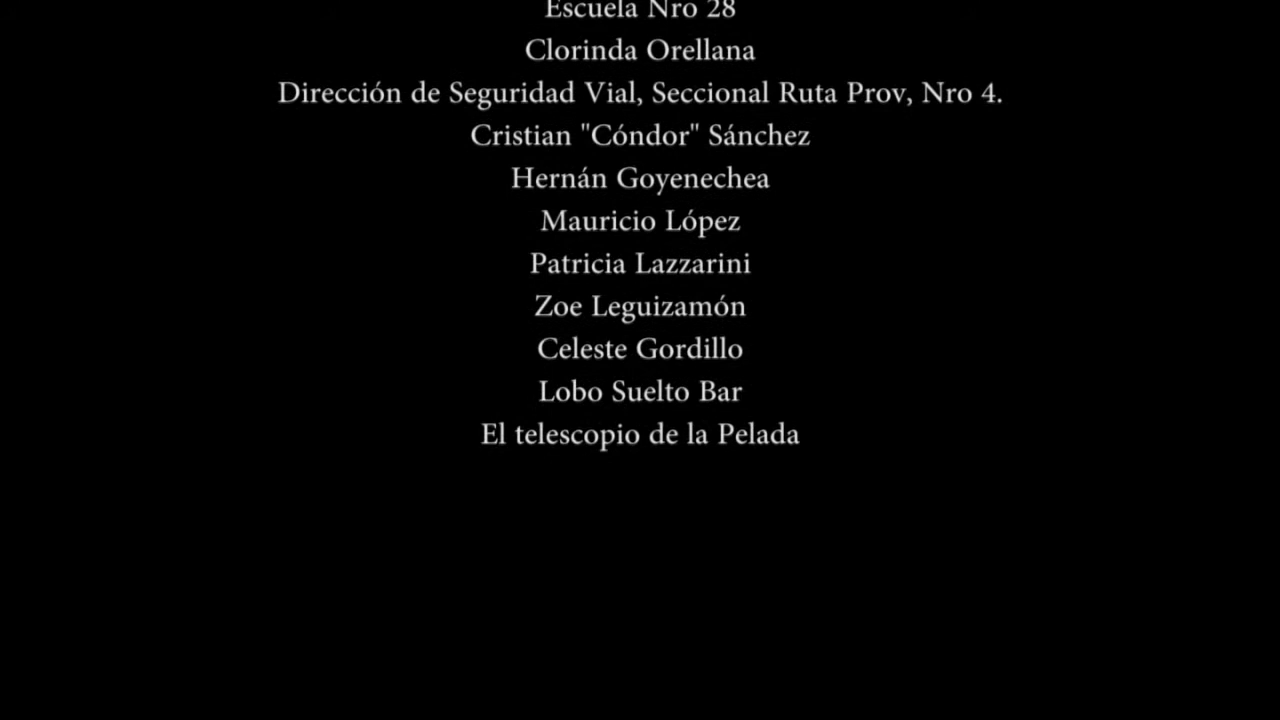 Escuela Nro 28
Clorinda Orellana
Dirección de Seguridad Vial, Seccional Ruta Prov, Nro 4.
Cristian "Cóndor" Sánchez
Hernán Goyenechea
Mauricio López
Patricia Lazzarini
Zoe Leguizamón
Celeste Gordillo
Lobo Suelto Bar
El telescopio de la Pelada